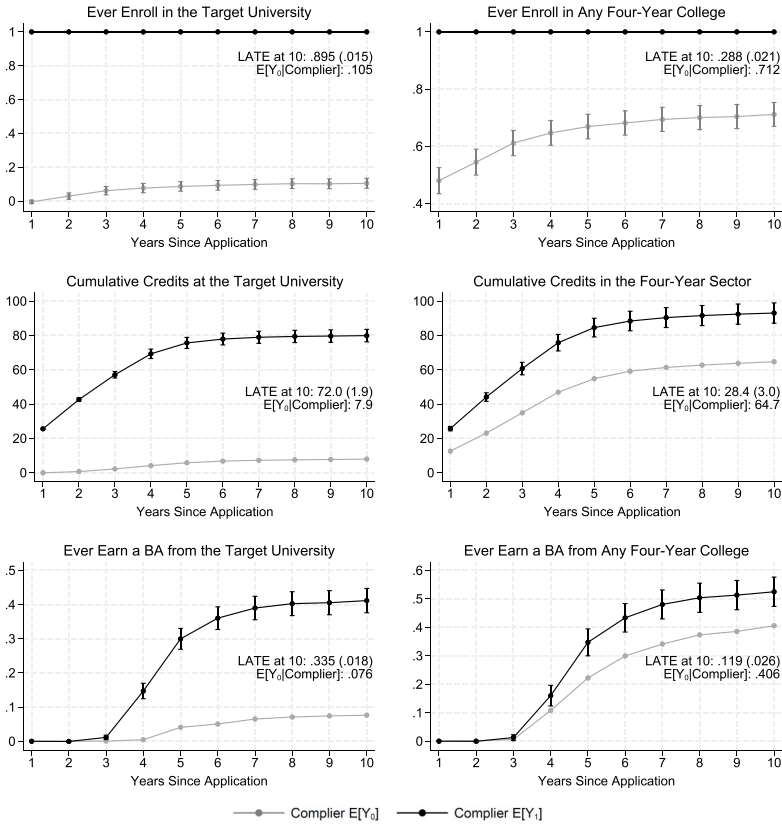 Ever Enroll in the Target University
1
.8
.6
.4
.2
0
LATE at 10: .895 (.015)
E[Y₀|Complier]: .105
1 2 3 4 5 6 7 8 9 10
Years Since Application
Ever Enroll in Any Four-Year College
1
.8
.6
.4
LATE at 10: .288 (.021)
E[Y₀|Complier]: .712
1 2 3 4 5 6 7 8 9 10
Years Since Application
Cumulative Credits at the Target University
100
80
60
40
20
0
LATE at 10: 72.0 (1.9)
E[Y₀|Complier]: 7.9
1 2 3 4 5 6 7 8 9 10
Years Since Application
Cumulative Credits in the Four-Year Sector
100
80
60
40
20
0
LATE at 10: 28.4 (3.0)
E[Y₀|Complier]: 64.7
1 2 3 4 5 6 7 8 9 10
Years Since Application
Ever Earn a BA from the Target University
.5
.4
.3
.2
.1
0
LATE at 10: .335 (.018)
E[Y₀|Complier]: .076
1 2 3 4 5 6 7 8 9 10
Years Since Application
Ever Earn a BA from Any Four-Year College
.6
.5
.4
.3
.2
.1
0
LATE at 10: .119 (.026)
E[Y₀|Complier]: .406
1 2 3 4 5 6 7 8 9 10
Years Since Application
Complier E[Y₀] Complier E[Y₁]